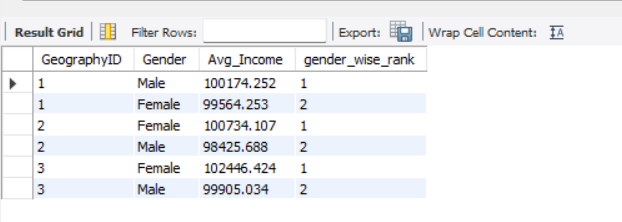 Result Grid Filter Rows: Export: Wrap Cell Content:
GeographyID Gender Avg_Income gender_wise_rank
1 Male 100174.252 1
1 Female 99564.253 2
2 Female 100734.107 1
2 Male 98425.688 2
3 Female 102446.424 1
3 Male 99905.034 2